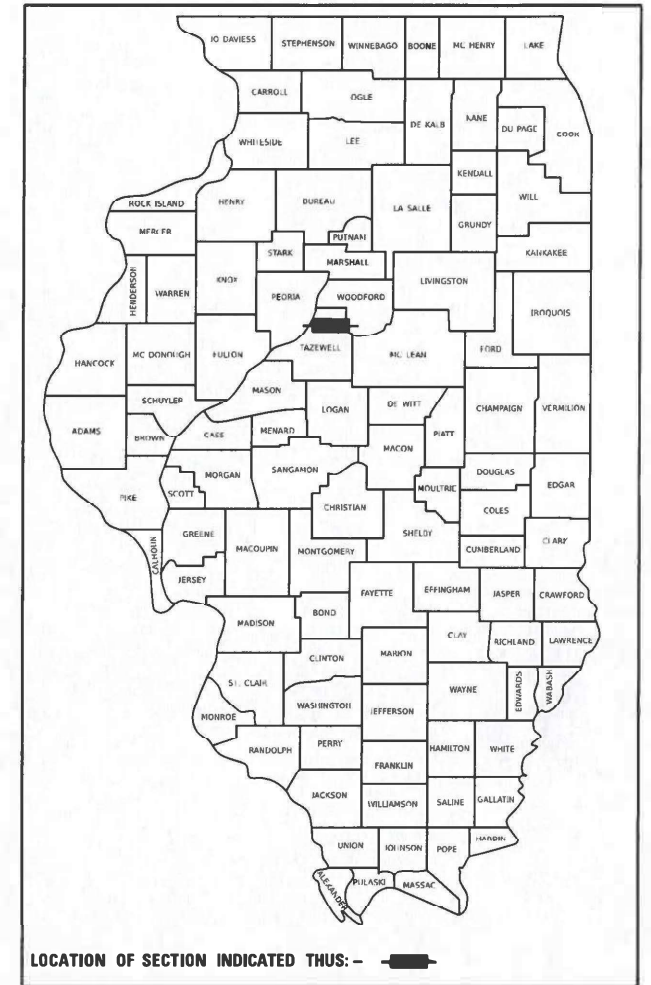 JO DAVIESS STEPHENSON WINNEBAGO BOONE MC HENRY LAKE
CARROLL OGLE
DE KALB KANE DU PAGE COOK
WHITESIDE LEE
KENDALL
WILL
ROCK ISLAND HENRY BUREAU LA SALLE
GRUNDY
MERCER PUTNAM
STARK MARSHALL KANKAKEE
HENDERSON WARREN KNOX PEORIA WOODFORD LIVINGSTON
IROQUOIS
HANCOCK MC DONOUGH FULTON TAZEWELL MC LEAN FORD
MASON
SCHUYLER LOGAN DE WITT CHAMPAIGN VERMILION
ADAMS BROWN CASS MENARD PIATT
MACON
MORGAN SANGAMON DOUGLAS
PIKE SCOTT MOULTRIE EDGAR
CHRISTIAN COLES
GREENE SHELBY
CALHOUN MACOUPIN MONTGOMERY CUMBERLAND CLARK
JERSEY
FAYETTE EFFINGHAM JASPER CRAWFORD
MADISON BOND
CLAY RICHLAND LAWRENCE
CLINTON MARION
ST. CLAIR WAYNE EDWARDS WABASH
WASHINGTON JEFFERSON
MONROE
RANDOLPH PERRY HAMILTON WHITE
FRANKLIN
JACKSON WILLIAMSON SALINE GALLATIN
HARDIN
UNION JOHNSON POPE
ALEXANDER PULASKI MASSAC
LOCATION OF SECTION INDICATED THUS: –